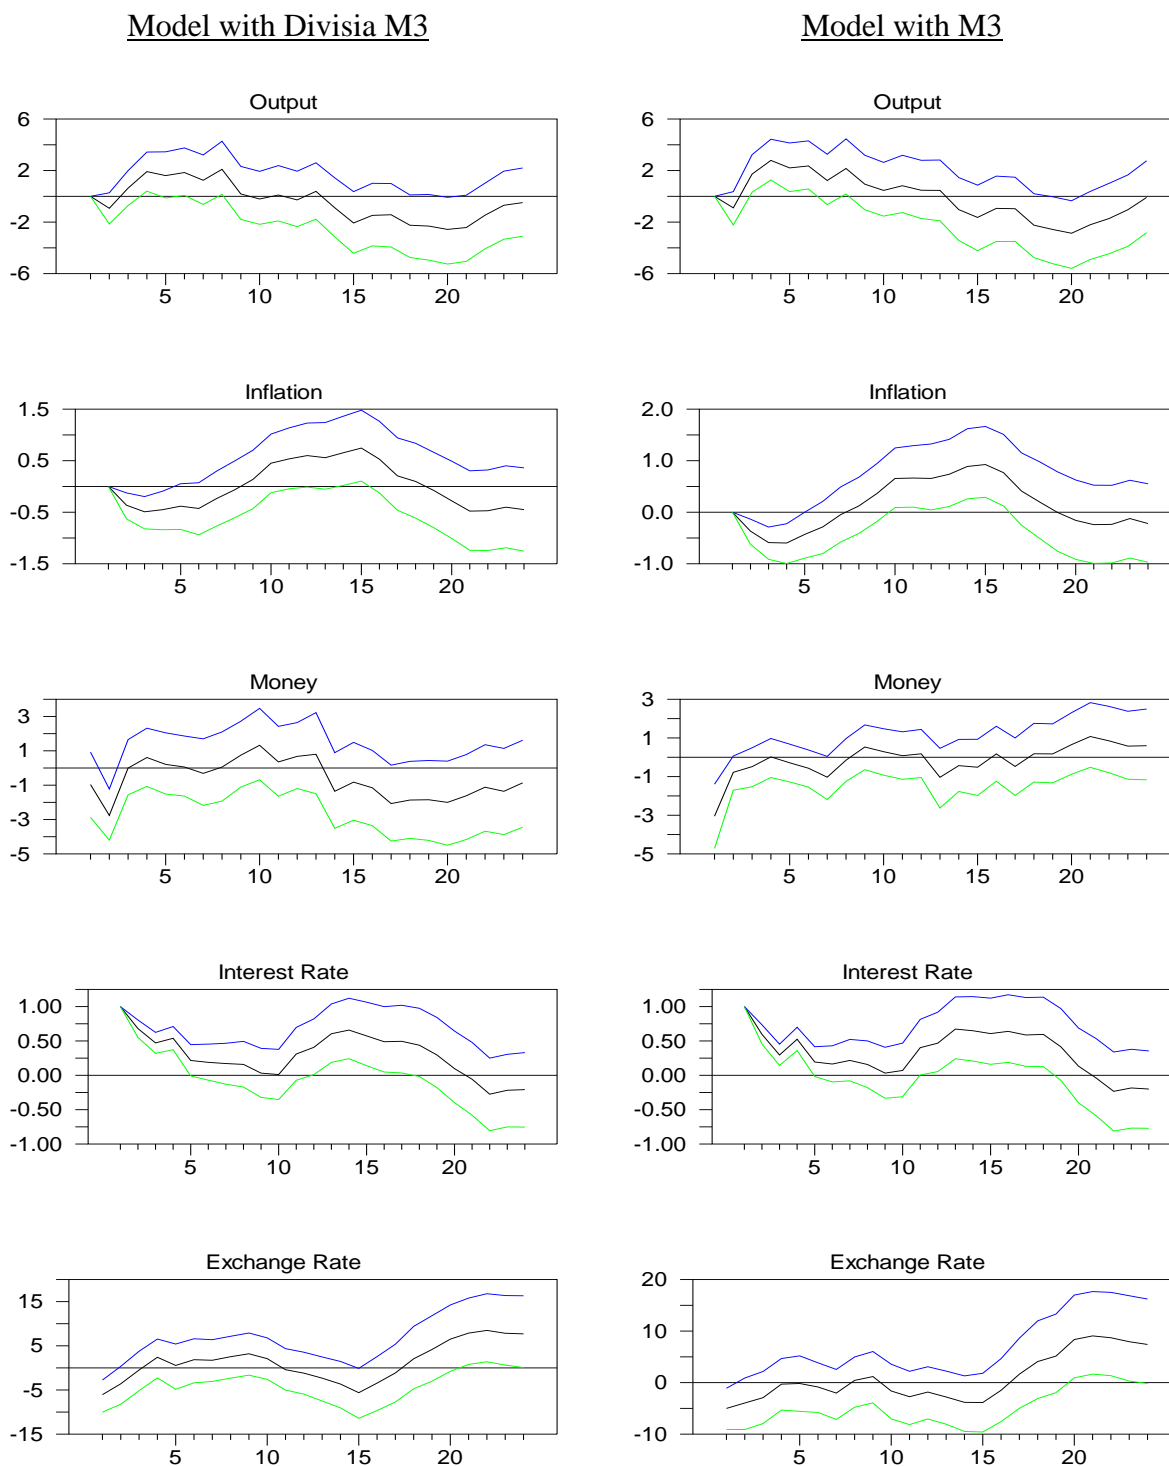 Model with Divisia M3
Model with M3
Output
6
2
-2
-6
5 10 15 20
Output
6
2
-2
-6
5 10 15 20
Inflation
1.5
0.5
-0.5
-1.5
5 10 15 20
Inflation
2.0
1.0
0.0
-1.0
5 10 15 20
Money
3
1
-1
-3
-5
5 10 15 20
Money
3
1
-1
-3
-5
5 10 15 20
Interest Rate
1.00
0.50
0.00
-0.50
-1.00
5 10 15 20
Interest Rate
1.00
0.50
0.00
-0.50
-1.00
5 10 15 20
Exchange Rate
15
5
-5
-15
5 10 15 20
Exchange Rate
20
10
0
-10
5 10 15 20